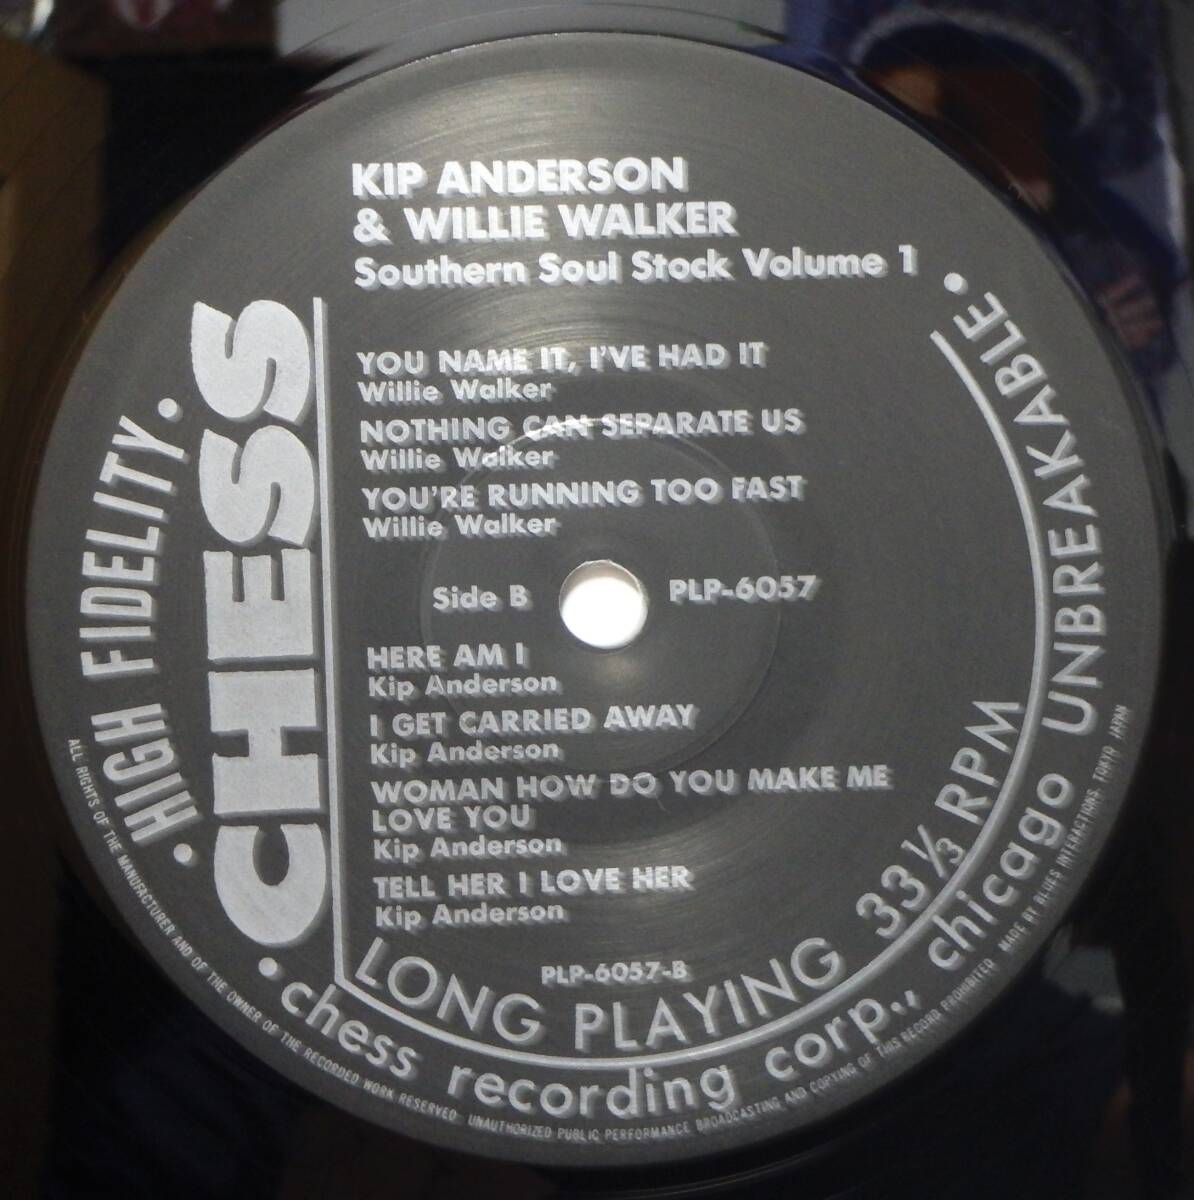 KIP ANDERSON
& WILLIE WALKER
Southern Soul Stock Volume 1
YOU NAME IT, I'VE HAD IT
Willie Walker
NOTHING CAN SEPARATE US
Willie Walker
YOU'RE RUNNING TOO FAST
Willie Walker
Side B PLP-6057
HERE AM I
Kip Anderson
I GET CARRIED AWAY
Kip Anderson
WOMAN HOW DO YOU MAKE ME
LOVE YOU
Kip Anderson
TELL HER I LOVE HER
Kip Anderson
PLP-6057-B
LONG PLAYING 33⅓ RPM
• HIGH FIDELITY.
CHESS
• chess recording corp., chicago UNBREAKABLE.•
ALL RIGHTS OF THE MANUFACTURER AND OF THE OWNER OF THE RECORDED WORK RESERVED UNAUTHORIZED PUBLIC PERFORMANCE BROADCASTING AND COPYING OF THIS RECORD PROHIBITED MADE BY BLUES INTERACTIONS. TOKYO JAPAN